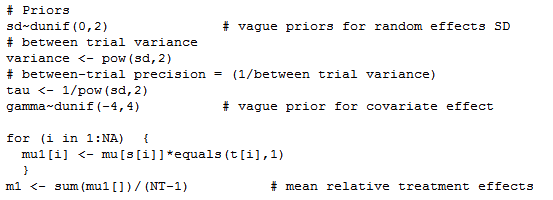 # Priors
sd~dunif(0,2)                # vague priors for random effects SD
# between trial variance
variance <- pow(sd,2)
# between-trial precision = (1/between trial variance)
tau <- 1/pow(sd,2)
gamma~dunif(-4,4)            # vague prior for covariate effect
for (i in 1:NA)  {
  mu1[i] <- mu[s[i]]*equals(t[i],1)
  }
m1 <- sum(mu1[])/(NT-1)            # mean relative treatment effects